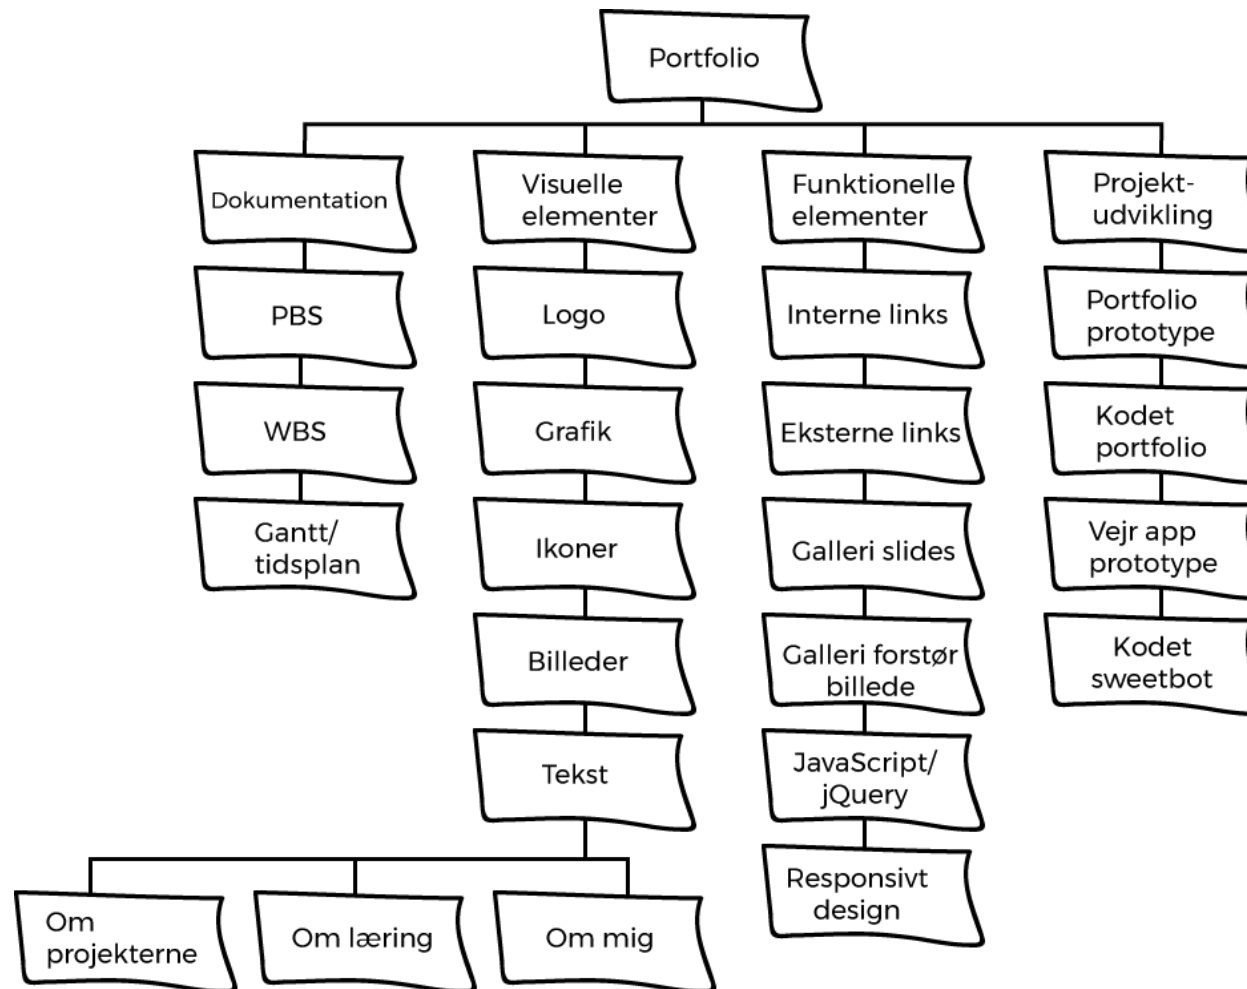 Portfolio
Dokumentation
PBS
WBS
Gantt/
tidsplan
Visuelle
elementer
Logo
Grafik
Ikoner
Billeder
Tekst
Om
projekterne
Om læring
Om mig
Funktionelle
elementer
Interne links
Eksterne links
Galleri slides
Galleri forstør
billede
JavaScript/
jQuery
Responsivt
design
Projekt-
udvikling
Portfolio
prototype
Kodet
portfolio
Vejr app
prototype
Kodet
sweetbot